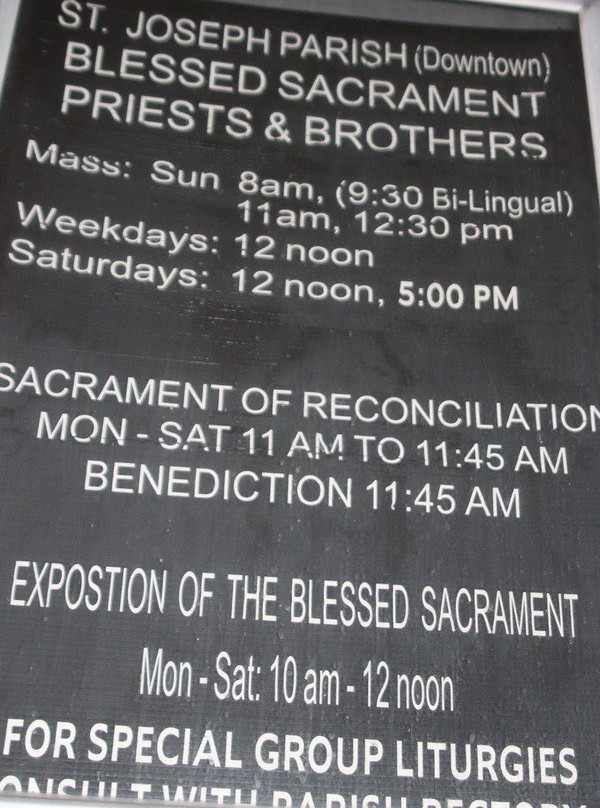 ST. JOSEPH PARISH (Downtown)
BLESSED SACRAMENT
PRIESTS & BROTHERS
Mass: Sun 8am, (9:30 Bi-Lingual)
11am, 12:30 pm
Weekdays: 12 noon
Saturdays: 12 noon, 5:00 PM
SACRAMENT OF RECONCILIATION
MON - SAT 11 AM TO 11:45 AM
BENEDICTION 11:45 AM
EXPOSTION OF THE BLESSED SACRAMENT
Mon - Sat: 10 am - 12 noon
FOR SPECIAL GROUP LITURGIES
CONSULT WITH PARISH